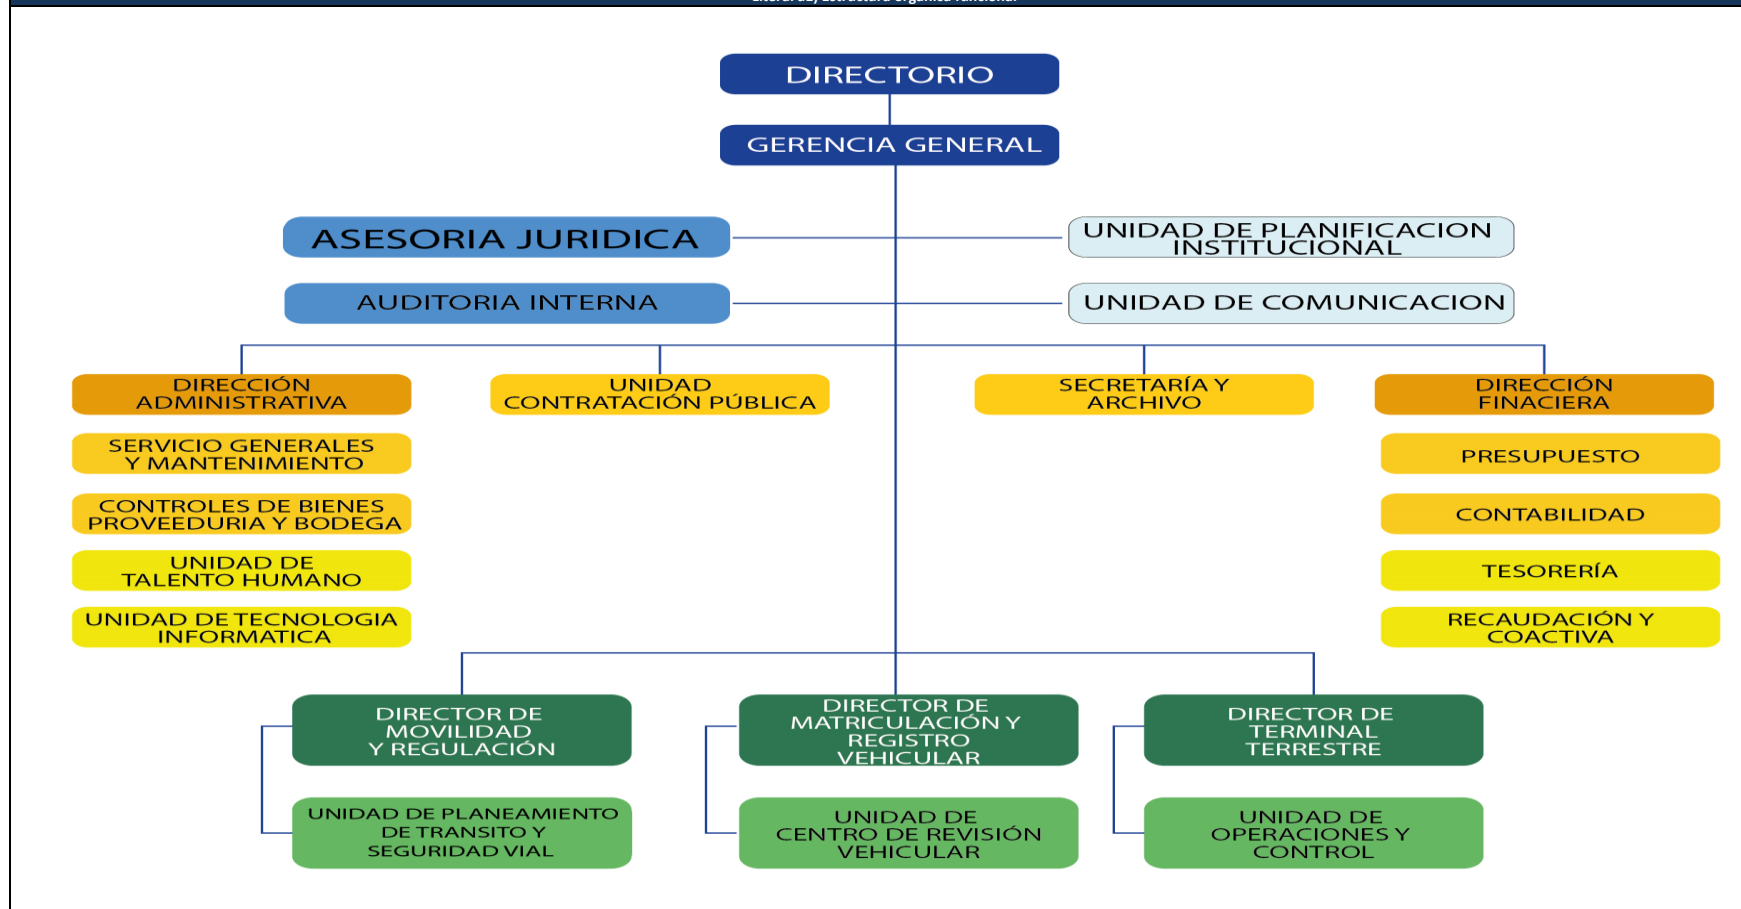 DIRECTORIO
GERENCIA GENERAL
ASESORIA JURIDICA
UNIDAD DE PLANIFICACION
INSTITUCIONAL
AUDITORIA INTERNA
UNIDAD DE COMUNICACION
DIRECCIÓN
ADMINISTRATIVA
UNIDAD
CONTRATACIÓN PÚBLICA
SECRETARÍA Y
ARCHIVO
DIRECCIÓN
FINACIERA
SERVICIO GENERALES
Y MANTENIMIENTO
PRESUPUESTO
CONTROLES DE BIENES
PROVEEDURIA Y BODEGA
CONTABILIDAD
UNIDAD DE
TALENTO HUMANO
TESORERÍA
UNIDAD DE TECNOLOGIA
INFORMATICA
RECAUDACIÓN Y
COACTIVA
DIRECTOR DE
MOVILIDAD
Y REGULACIÓN
DIRECTOR DE
MATRICULACIÓN Y
REGISTRO
VEHICULAR
DIRECTOR DE
TERMINAL
TERRESTRE
UNIDAD DE PLANEAMIENTO
DE TRANSITO Y
SEGURIDAD VIAL
UNIDAD DE
CENTRO DE REVISIÓN
VEHICULAR
UNIDAD DE
OPERACIONES Y
CONTROL